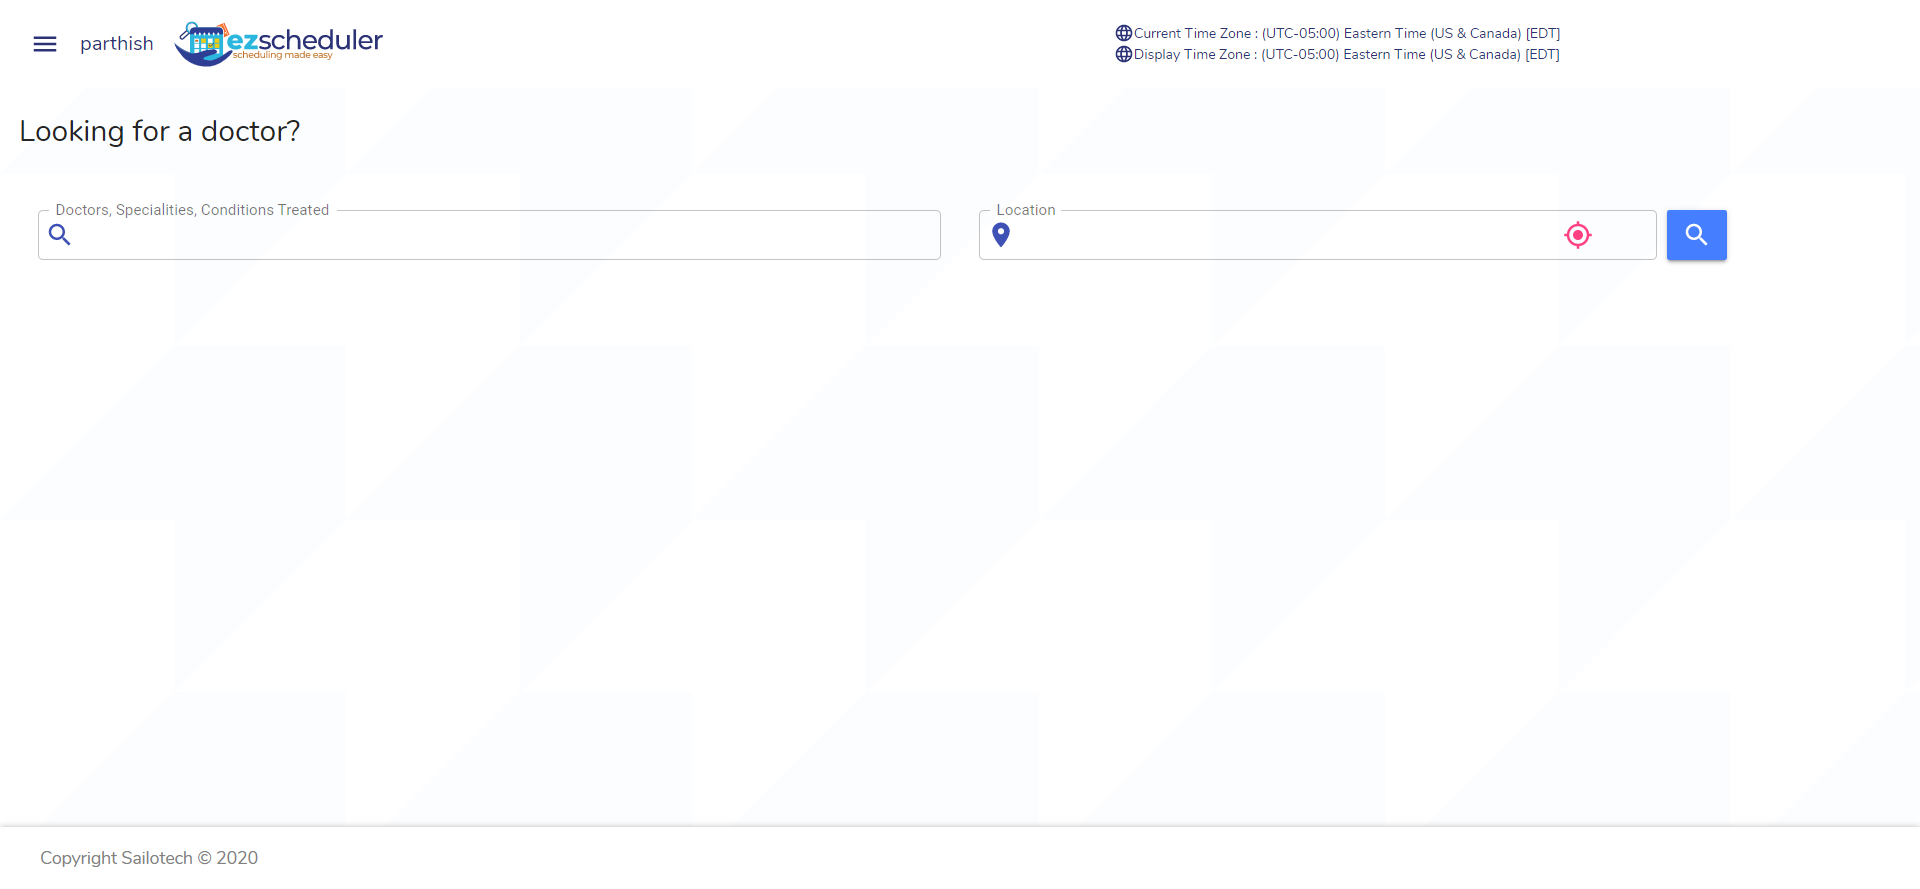 parthish
ezscheduler
scheduling made easy
Current Time Zone : (UTC-05:00) Eastern Time (US & Canada) [EDT]
Display Time Zone : (UTC-05:00) Eastern Time (US & Canada) [EDT]
Looking for a doctor?
Doctors, Specialities, Conditions Treated
Location
Copyright Sailotech © 2020